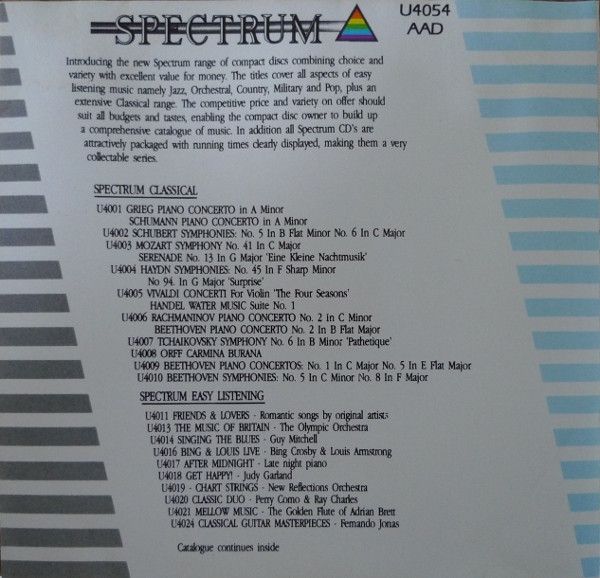 SPECTRUM
U4054
AAD
Introducing the new Spectrum range of compact discs combining choice and
variety with excellent value for money. The titles cover all aspects of easy
listening music namely Jazz, Orchestral, Country, Military and Pop, plus an
extensive Classical range. The competitive price and variety on offer should
suit all budgets and tastes, enabling the compact disc owner to build up
a comprehensive catalogue of music. In addition all Spectrum CD's are
attractively packaged with running times clearly displayed, making them a very
collectable series.
SPECTRUM CLASSICAL
U4001 GRIEG PIANO CONCERTO in A Minor
SCHUMANN PIANO CONCERTO in A Minor
U4002 SCHUBERT SYMPHONIES: No. 5 In B Flat Minor No. 6 In C Major
U4003 MOZART SYMPHONY No. 41 In C Major
SERENADE No. 13 In G Major 'Eine Kleine Nachtmusik'
U4004 HAYDN SYMPHONIES: No. 45 In F Sharp Minor
No 94. In G Major 'Surprise'
U4005 VIVALDI CONCERTI For Violin 'The Four Seasons'
HANDEL WATER MUSIC Suite No. 1
U4006 RACHMANINOV PIANO CONCERTO No. 2 in C Minor
BEETHOVEN PIANO CONCERTO No. 2 In B Flat Major
U4007 TCHAIKOVSKY SYMPHONY No. 6 In B Minor 'Pathetique'
U4008 ORFF CARMINA BURANA
U4009 BEETHOVEN PIANO CONCERTOS: No. 1 In C Major No. 5 In E Flat Major
U4010 BEETHOVEN SYMPHONIES: No. 5 In C Minor No. 8 In F Major
SPECTRUM EASY LISTENING
U4011 FRIENDS & LOVERS - Romantic songs by original artists
U4013 THE MUSIC OF BRITAIN - The Olympic Orchestra
U4014 SINGING THE BLUES - Guy Mitchell
U4016 BING & LOUIS LIVE - Bing Crosby & Louis Armstrong
U4017 AFTER MIDNIGHT - Late night piano
U4018 GET HAPPY! - Judy Garland
U4019 - CHART STRINGS - New Reflections Orchestra
U4020 CLASSIC DUO - Perry Como & Ray Charles
U4021 MELLOW MUSIC - The Golden Flute of Adrian Brett
U4024 CLASSICAL GUITAR MASTERPIECES - Fernando Jonas
Catalogue continues inside